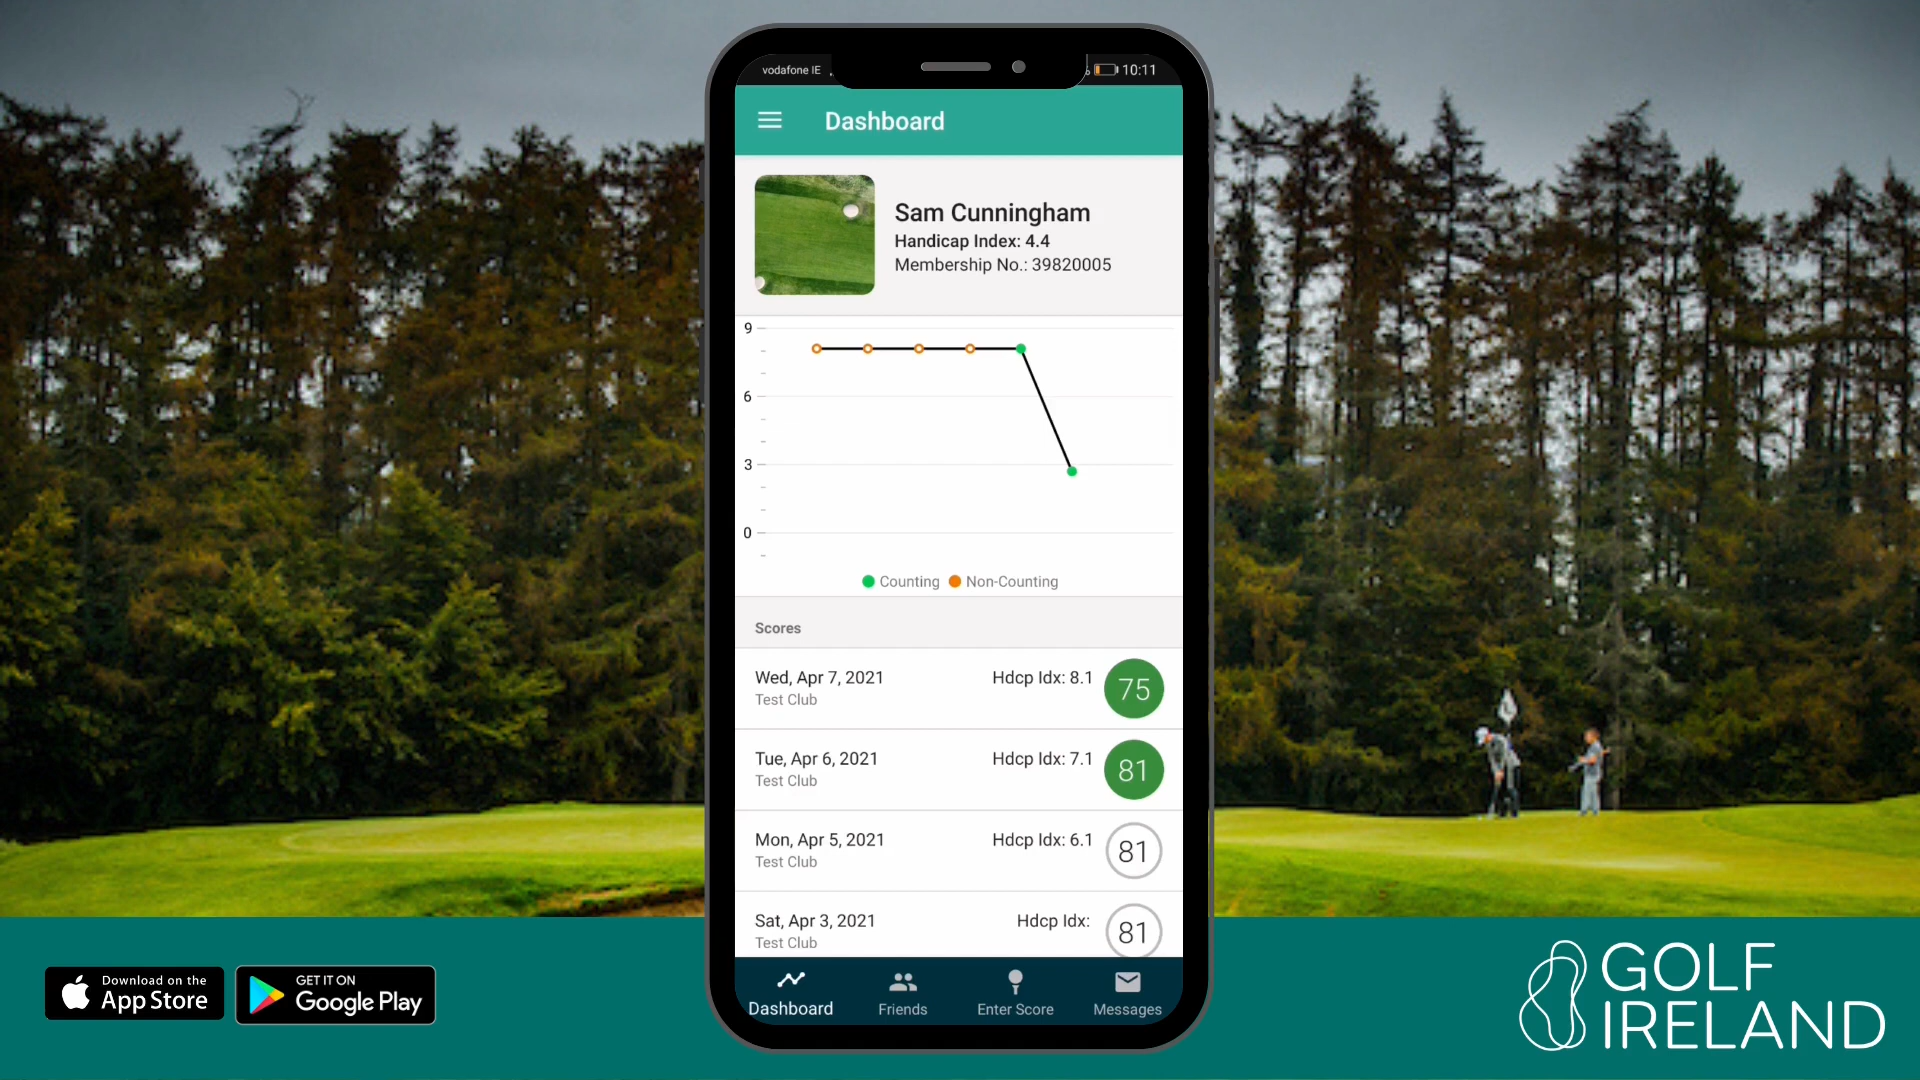 vodafone IE
10:11
Dashboard
Sam Cunningham
Handicap Index: 4.4
Membership No.: 39820005
9
6
3
0
Counting Non-Counting
Scores
Wed, Apr 7, 2021 Hdcp Idx: 8.1 75
Test Club
Tue, Apr 6, 2021 Hdcp Idx: 7.1 81
Test Club
Mon, Apr 5, 2021 Hdcp Idx: 6.1 81
Test Club
Sat, Apr 3, 2021 Hdcp Idx: 81
Test Club
Dashboard Friends Enter Score Messages
Download on the
App Store
GET IT ON
Google Play
GOLF
IRELAND